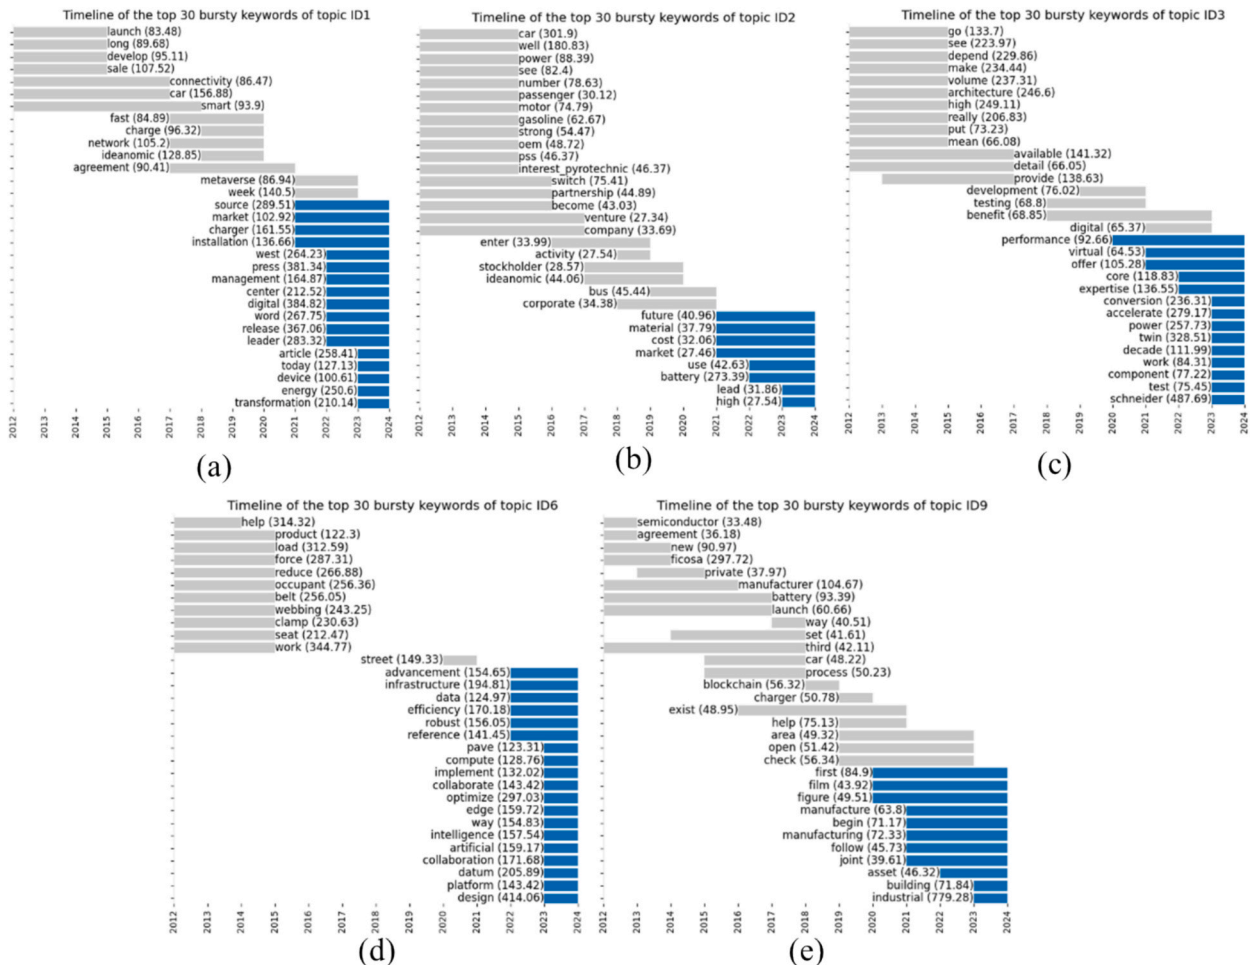 Timeline of the top 30 bursty keywords of topic ID1
launch (83.48)
long (89.68)
develop (95.11)
sale (107.52)
connectivity (86.47)
car (156.88)
smart (93.9)
fast (84.89)
charge (96.32)
network (105.2)
ideanomic (128.85)
agreement (90.41)
metaverse (86.94)
week (140.5)
source (289.51)
market (102.92)
charger (161.55)
installation (136.66)
west (264.23)
press (381.34)
management (164.87)
center (212.52)
digital (384.82)
word (267.75)
release (367.06)
leader (283.32)
article (258.41)
today (127.13)
device (100.61)
energy (250.6)
transformation (210.14)
2012
2013
2014
2015
2016
2017
2018
2019
2020
2021
2022
2023
2024
(a)
Timeline of the top 30 bursty keywords of topic ID2
car (301.9)
well (180.83)
power (88.39)
see (82.4)
number (78.63)
passenger (30.12)
motor (74.79)
gasoline (62.67)
strong (54.47)
oem (48.72)
pss (46.37)
interest_pyrotechnic (46.37)
switch (75.41)
partnership (44.89)
become (43.03)
venture (27.34)
company (33.69)
enter (33.99)
activity (27.54)
stockholder (28.57)
ideanomic (44.06)
bus (45.44)
corporate (34.38)
future (40.96)
material (37.79)
cost (32.06)
market (27.46)
use (42.63)
battery (273.39)
lead (31.86)
high (27.54)
2012
2013
2014
2015
2016
2017
2018
2019
2020
2021
2022
2023
2024
(b)
Timeline of the top 30 bursty keywords of topic ID3
go (133.7)
see (223.97)
depend (229.86)
make (234.44)
volume (237.31)
architecture (246.6)
high (249.11)
really (206.83)
put (73.23)
mean (66.08)
available (141.32)
detail (66.05)
provide (138.63)
development (76.02)
testing (68.8)
benefit (68.85)
digital (65.37)
performance (92.66)
virtual (64.53)
offer (105.28)
core (118.83)
expertise (136.55)
conversion (236.31)
accelerate (279.17)
power (257.73)
twin (328.51)
decade (111.99)
work (84.31)
component (77.22)
test (75.45)
schneider (487.69)
2012
2013
2014
2015
2016
2017
2018
2019
2020
2021
2022
2023
2024
(c)
Timeline of the top 30 bursty keywords of topic ID6
help (314.32)
product (122.3)
load (312.59)
force (287.31)
reduce (266.88)
occupant (256.36)
belt (256.05)
webbing (243.25)
clamp (230.63)
seat (212.47)
work (344.77)
street (149.33)
advancement (154.65)
infrastructure (194.81)
data (124.97)
efficiency (170.18)
robust (156.05)
reference (141.45)
pave (123.31)
compute (128.76)
implement (132.02)
collaborate (143.42)
optimize (297.03)
edge (159.72)
way (154.83)
intelligence (157.54)
artificial (159.17)
collaboration (171.68)
datum (205.89)
platform (143.42)
design (414.06)
2012
2013
2014
2015
2016
2017
2018
2019
2020
2021
2022
2023
2024
(d)
Timeline of the top 30 bursty keywords of topic ID9
semiconductor (33.48)
agreement (36.18)
new (90.97)
ficosa (297.72)
private (37.97)
manufacturer (104.67)
battery (93.39)
launch (60.66)
way (40.51)
set (41.61)
third (42.11)
car (48.22)
process (50.23)
blockchain (56.32)
charger (50.78)
exist (48.95)
help (75.13)
area (49.32)
open (51.42)
check (56.34)
first (84.9)
film (43.92)
figure (49.51)
manufacture (63.8)
begin (71.17)
manufacturing (72.33)
follow (45.73)
joint (39.61)
asset (46.32)
building (71.84)
industrial (779.28)
2012
2013
2014
2015
2016
2017
2018
2019
2020
2021
2022
2023
2024
(e)